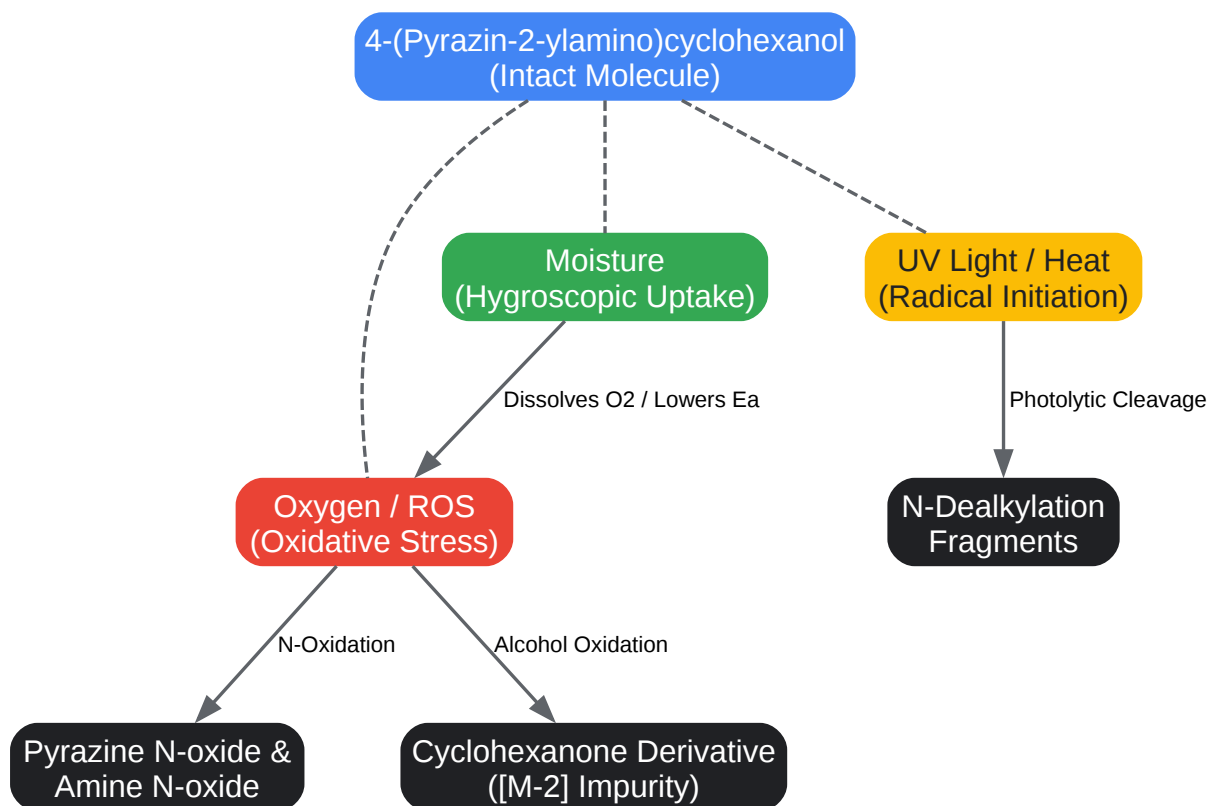 4-(Pyrazin-2-ylamino)cyclohexanol
(Intact Molecule)
Moisture
(Hygroscopic Uptake)
UV Light / Heat
(Radical Initiation)
Dissolves O2 / Lowers Ea
Photolytic Cleavage
Oxygen / ROS
(Oxidative Stress)
N-Dealkylation
Fragments
N-Oxidation
Alcohol Oxidation
Pyrazine N-oxide &
Amine N-oxide
Cyclohexanone Derivative
([M-2] Impurity)